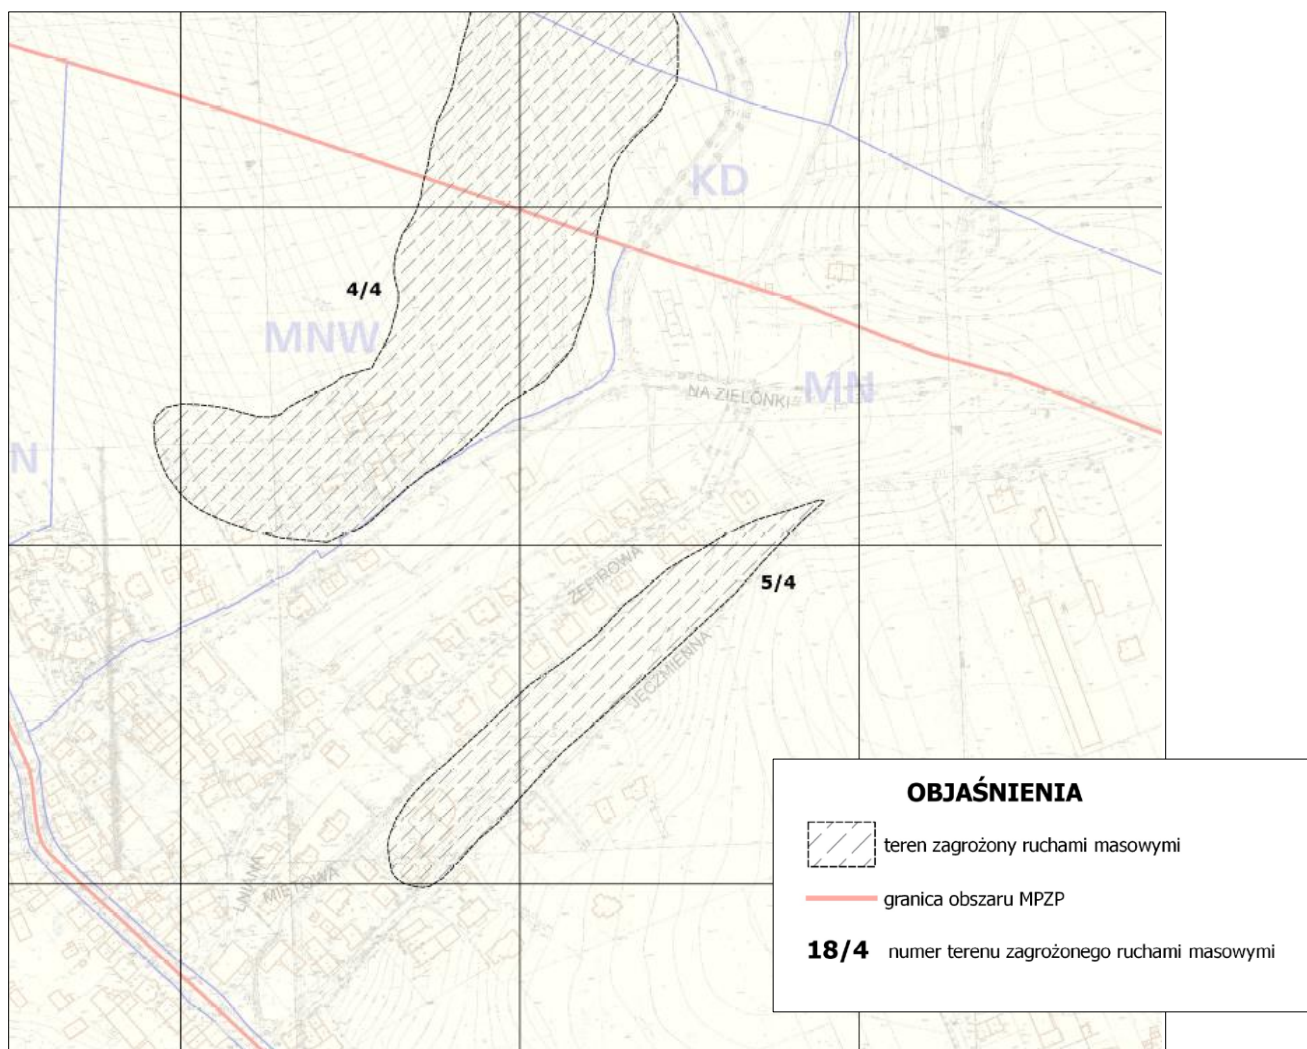 KD
4/4
MNW
MN
NA ZIELONKI
N
ZEFIROWA
5/4
JĘCZMIENNA
LNIANA
MIĘTOWA
OBJAŚNIENIA
teren zagrożony ruchami masowymi
granica obszaru MPZP
18/4 numer terenu zagrożonego ruchami masowymi